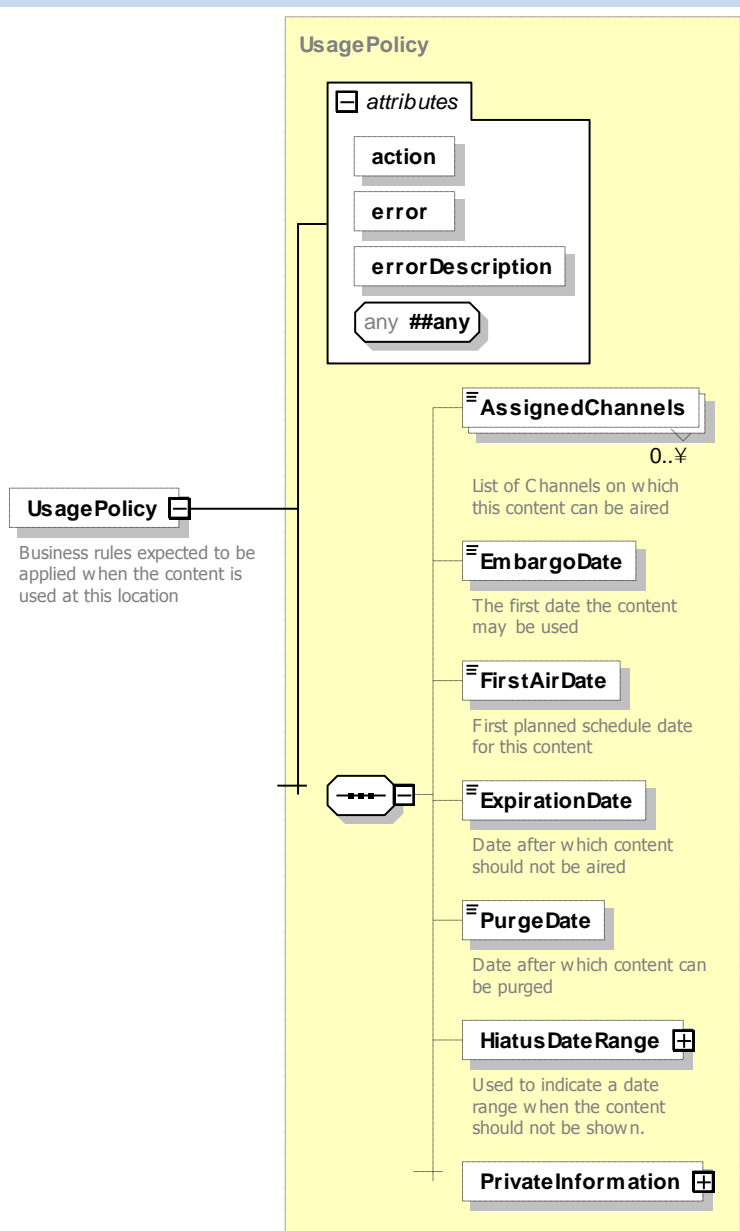 UsagePolicy
attributes
action
error
errorDescription
any ##any
AssignedChannels
0..¥
List of Channels on which
this content can be aired
UsagePolicy
Business rules expected to be
applied when the content is
used at this location
EmbargoDate
The first date the content
may be used
FirstAirDate
First planned schedule date
for this content
ExpirationDate
Date after which content
should not be aired
PurgeDate
Date after which content can
be purged
HiatusDateRange
Used to indicate a date
range when the content
should not be shown.
PrivateInformation